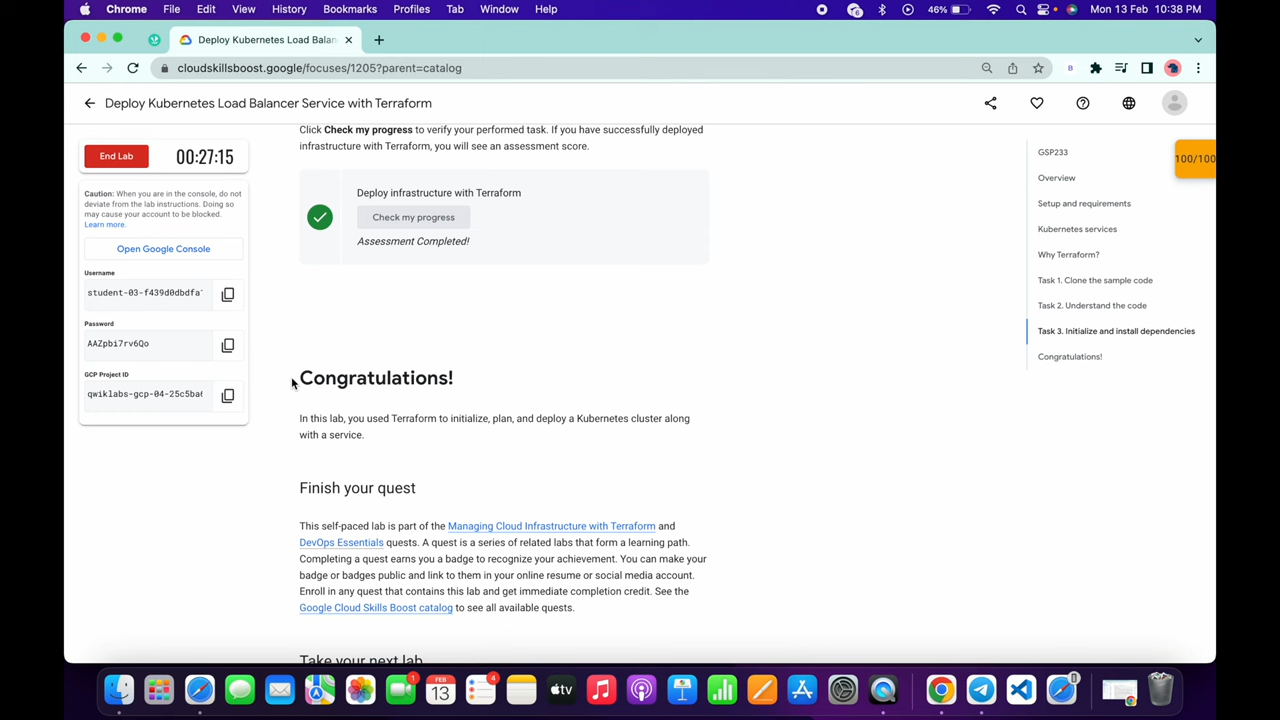 Chrome File Edit View History Bookmarks Profiles Tab Window Help
46% Mon 13 Feb 10:38 PM
Deploy Kubernetes Load Balan
cloudskillsboost.google/focuses/1205?parent=catalog
Deploy Kubernetes Load Balancer Service with Terraform
End Lab
00:27:15
Caution: When you are in the console, do not
deviate from the lab instructions. Doing so
may cause your account to be blocked.
Learn more.
Open Google Console
Username
student-03-f439d0dbdfa
Password
AAZpbi7rv6Qo
GCP Project ID
qwiklabs-gcp-04-25c5ba
Click Check my progress to verify your performed task. If you have successfully deployed
infrastructure with Terraform, you will see an assessment score.
Deploy infrastructure with Terraform
Check my progress
Assessment Completed!
Congratulations!
In this lab, you used Terraform to initialize, plan, and deploy a Kubernetes cluster along
with a service.
Finish your quest
This self-paced lab is part of the Managing Cloud Infrastructure with Terraform and
DevOps Essentials quests. A quest is a series of related labs that form a learning path.
Completing a quest earns you a badge to recognize your achievement. You can make your
badge or badges public and link to them in your online resume or social media account.
Enroll in any quest that contains this lab and get immediate completion credit. See the
Google Cloud Skills Boost catalog to see all available quests.
Take your next lab
GSP233
Overview
Setup and requirements
Kubernetes services
Why Terraform?
Task 1. Clone the sample code
Task 2. Understand the code
Task 3. Initialize and install dependencies
Congratulations!
100/100
1
FEB
13
4
tv